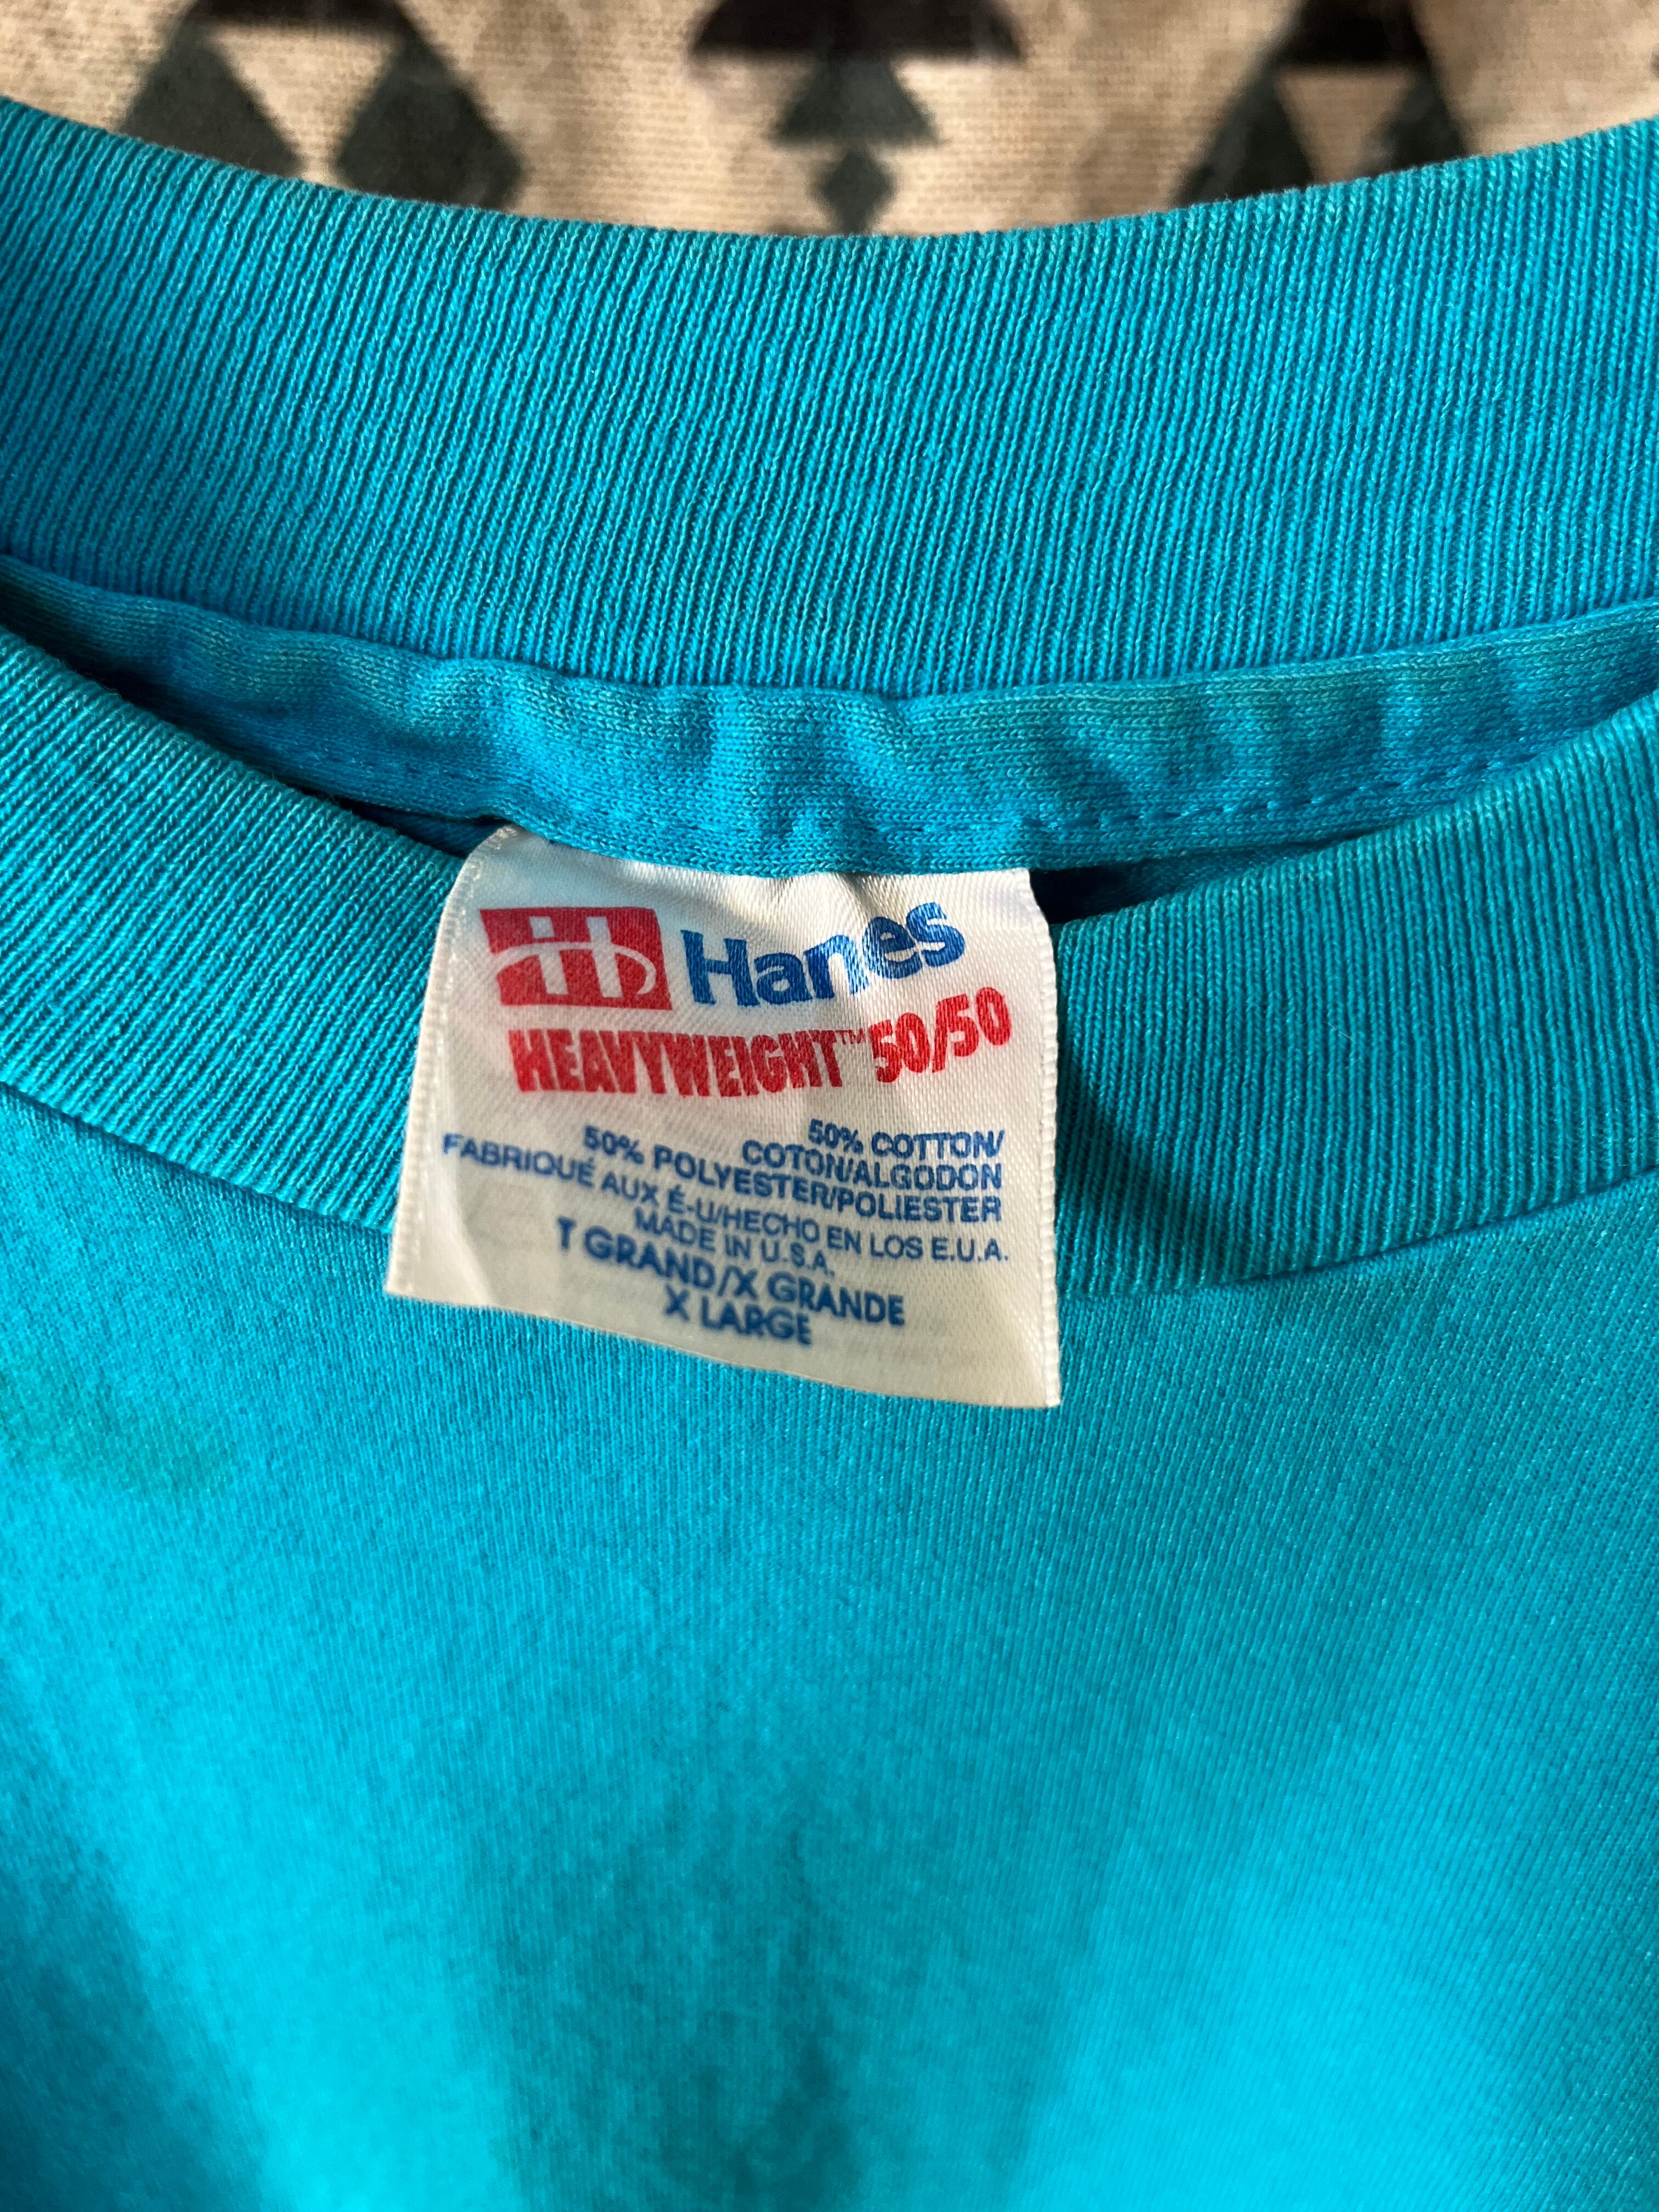 H Hanes
HEAVYWEIGHT™ 50/50
50% COTTON/
COTON/ALGODON
50% POLYESTER/POLIESTER
FABRIQUÉ AUX É-U/HECHO EN LOS E.U.A.
MADE IN U.S.A.
T GRAND/X GRANDE
X LARGE